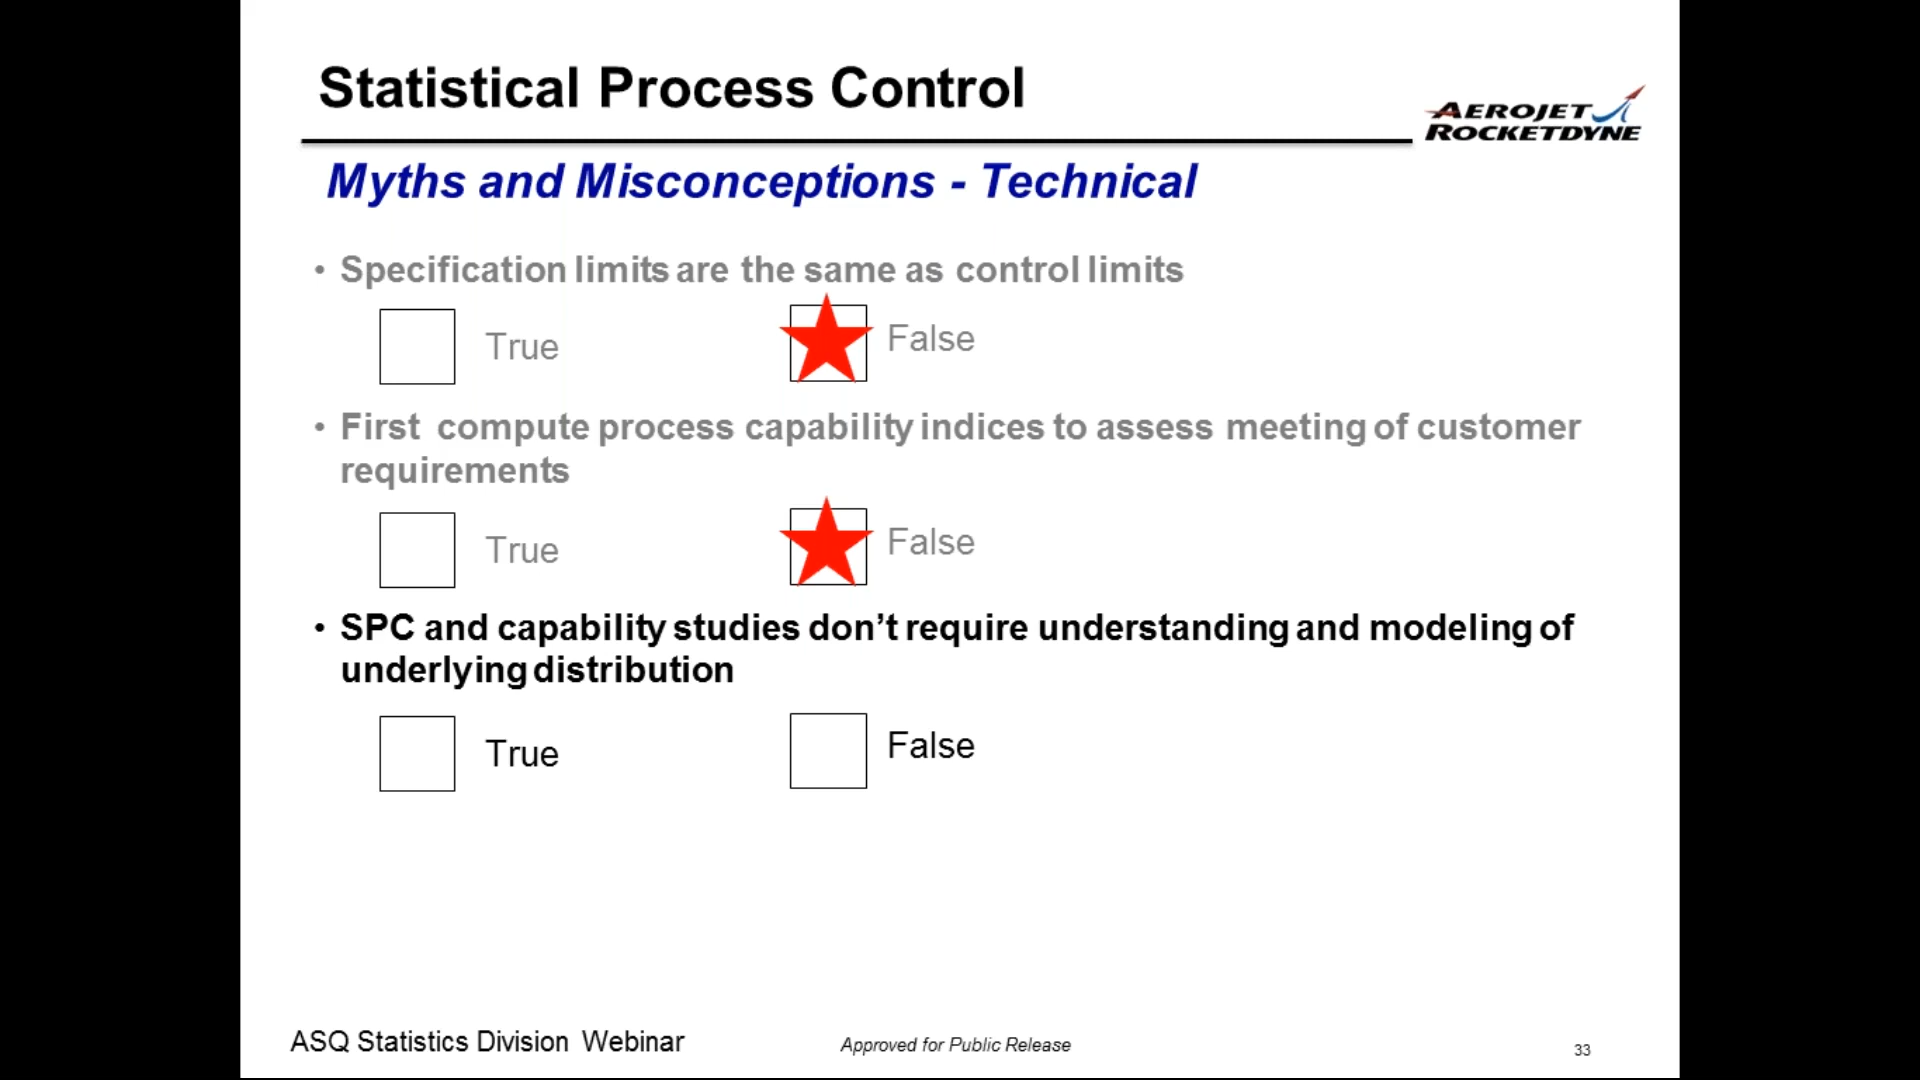 Statistical Process Control
AEROJET
ROCKETDYNE
Myths and Misconceptions - Technical
• Specification limits are the same as control limits
True
False
• First compute process capability indices to assess meeting of customer
requirements
True
False
• SPC and capability studies don’t require understanding and modeling of
underlying distribution
True
False
ASQ Statistics Division Webinar
Approved for Public Release
33